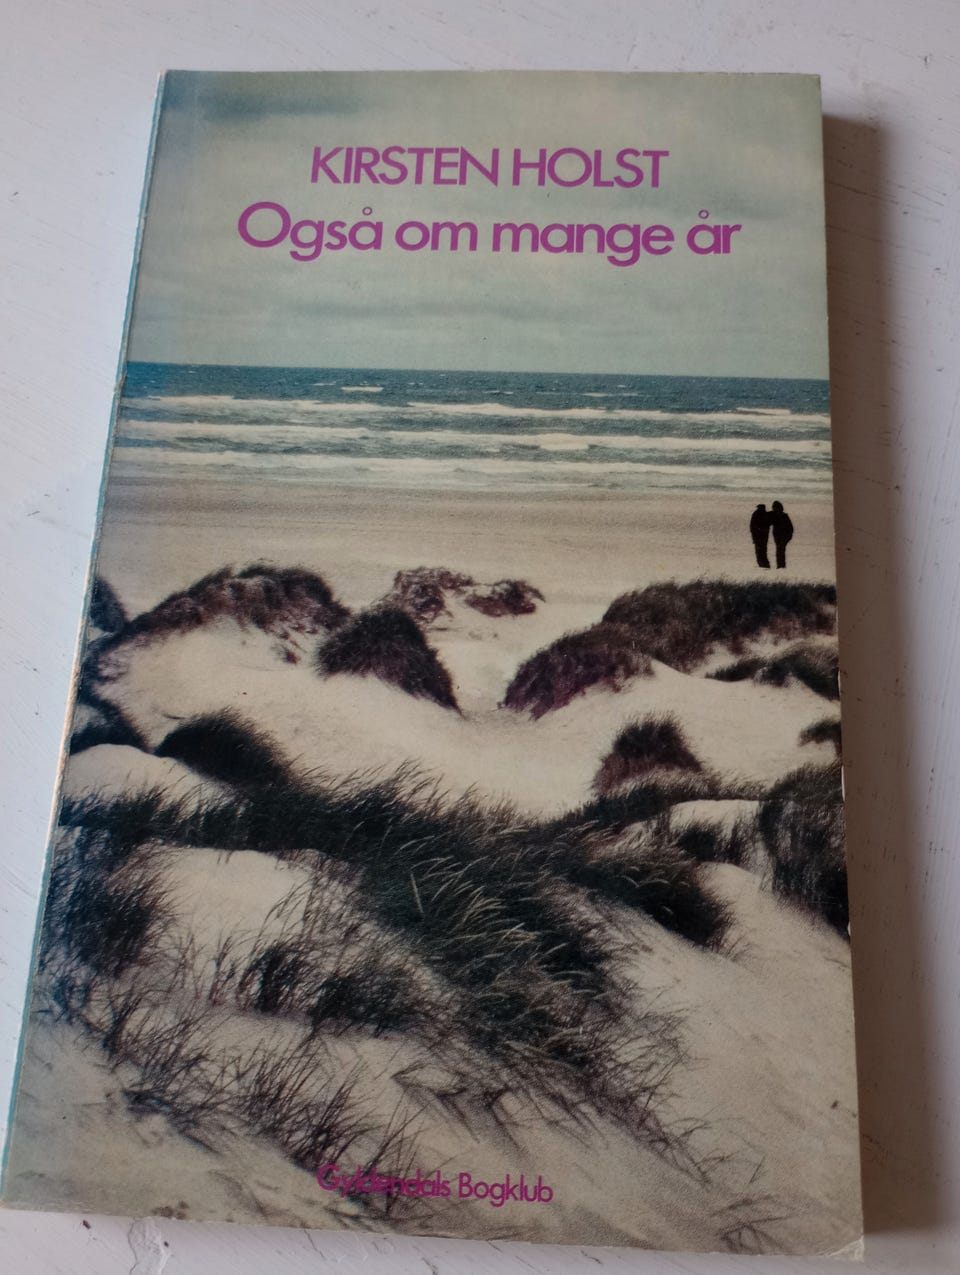 KIRSTEN HOLST
Også om mange år
Gyldendals Bogklub